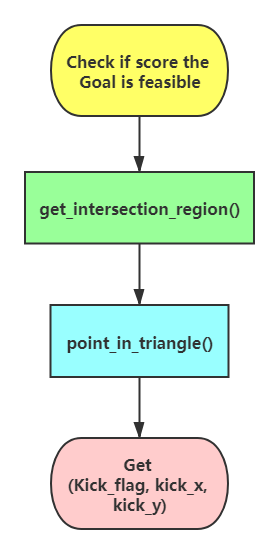 Check if score the
Goal is feasible
get_intersection_region()
point_in_triangle()
Get
(Kick_flag, kick_x,
kick_y)